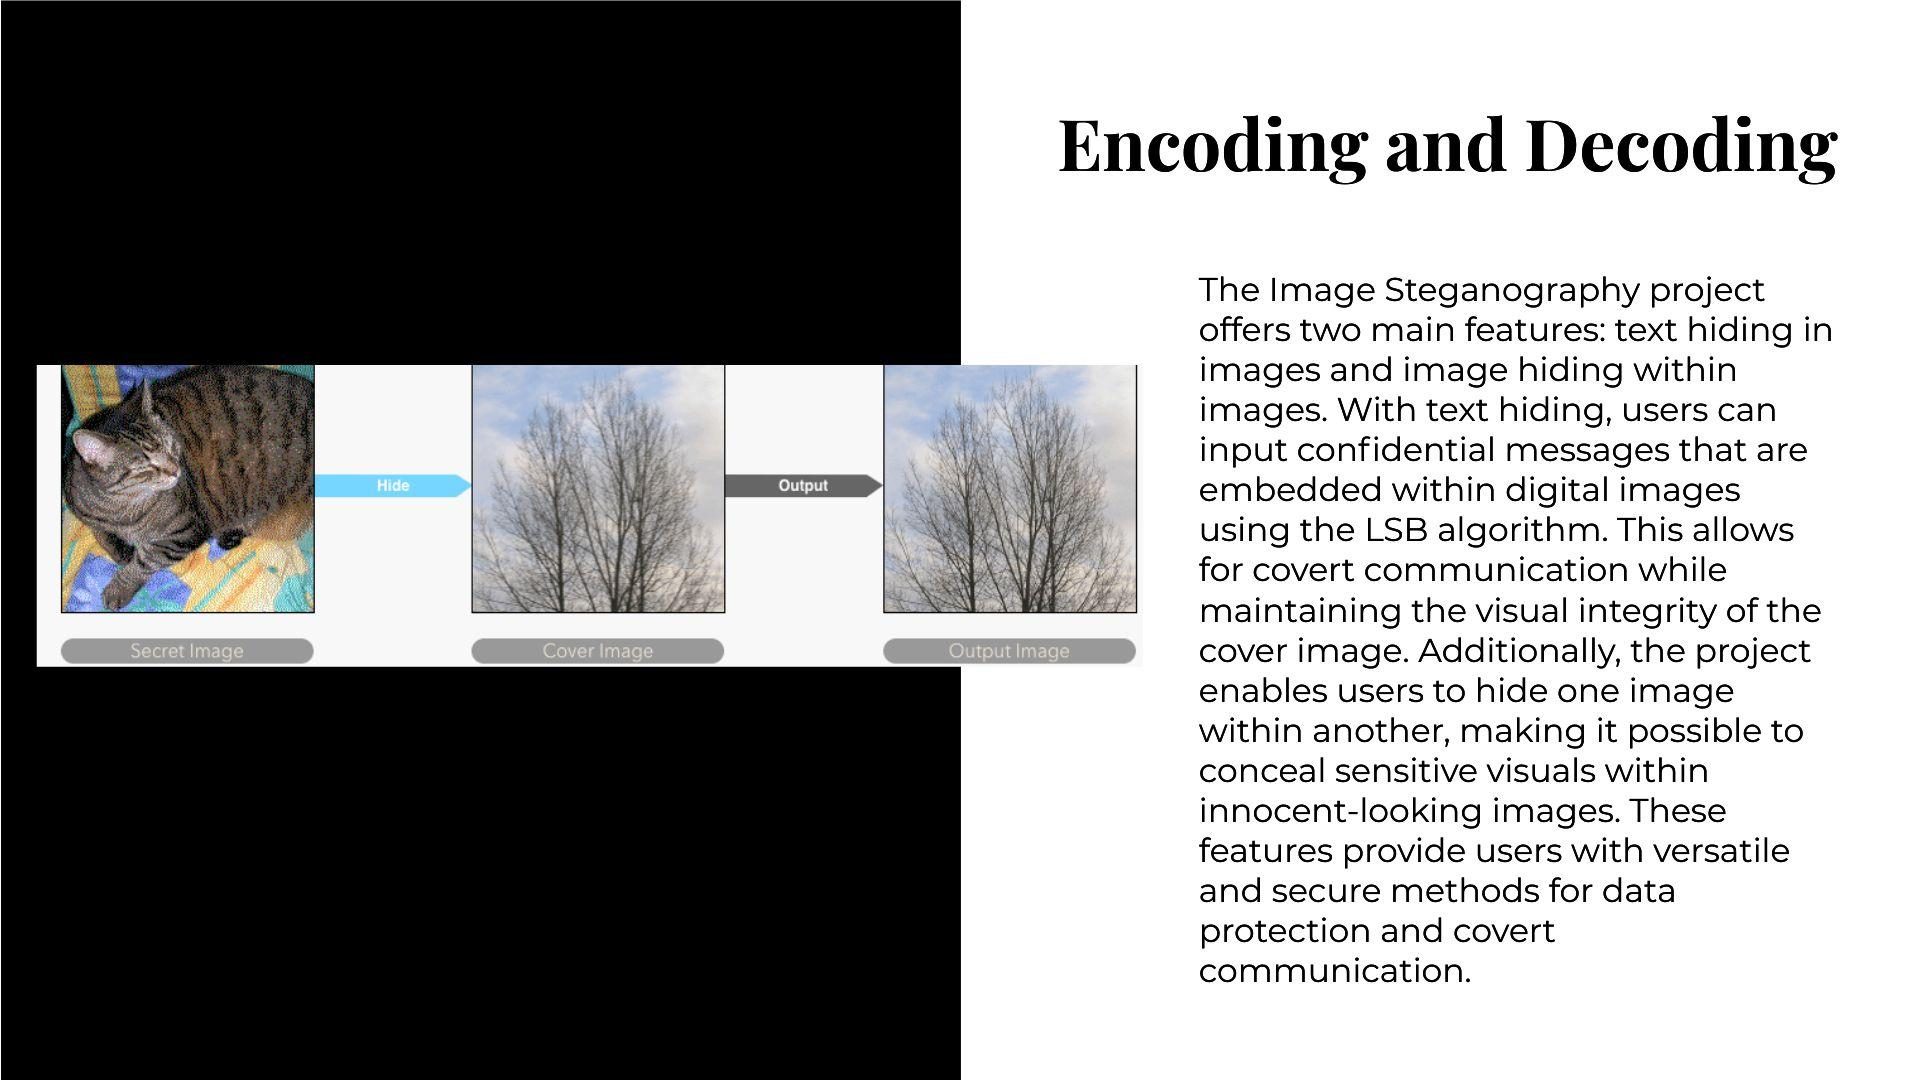 Encoding and Decoding
Hide
Output
Secret Image
Cover Image
Output Image
The Image Steganography project
offers two main features: text hiding in
images and image hiding within
images. With text hiding, users can
input confidential messages that are
embedded within digital images
using the LSB algorithm. This allows
for covert communication while
maintaining the visual integrity of the
cover image. Additionally, the project
enables users to hide one image
within another, making it possible to
conceal sensitive visuals within
innocent-looking images. These
features provide users with versatile
and secure methods for data
protection and covert
communication.